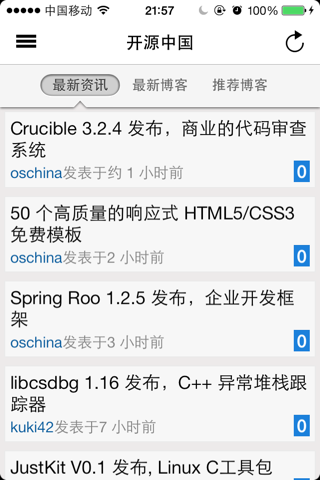 中国移动 21:57 100%
开源中国
最新资讯 最新博客 推荐博客
Crucible 3.2.4 发布，商业的代码审查
系统
oschina发表于约 1 小时前 0
50 个高质量的响应式 HTML5/CSS3
免费模板
oschina发表于2 小时前 0
Spring Roo 1.2.5 发布，企业开发框
架
oschina发表于3 小时前 0
libcsdbg 1.16 发布，C++ 异常堆栈跟
踪器
kuki42发表于7 小时前 0
JustKit V0.1 发布, Linux C工具包